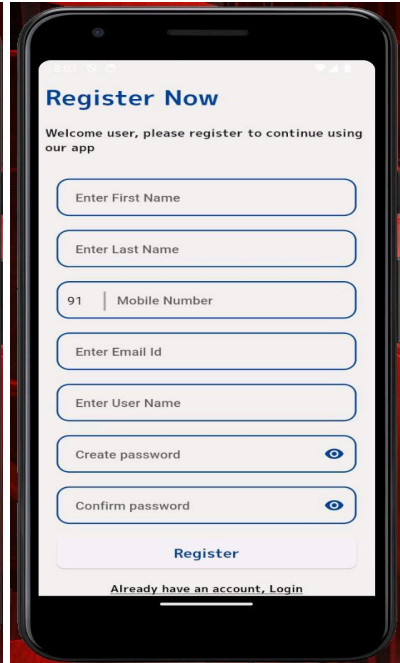 Register Now
Welcome user, please register to continue using
our app
Enter First Name
Enter Last Name
91 | Mobile Number
Enter Email Id
Enter User Name
Create password
Confirm password
Register
Already have an account, Login